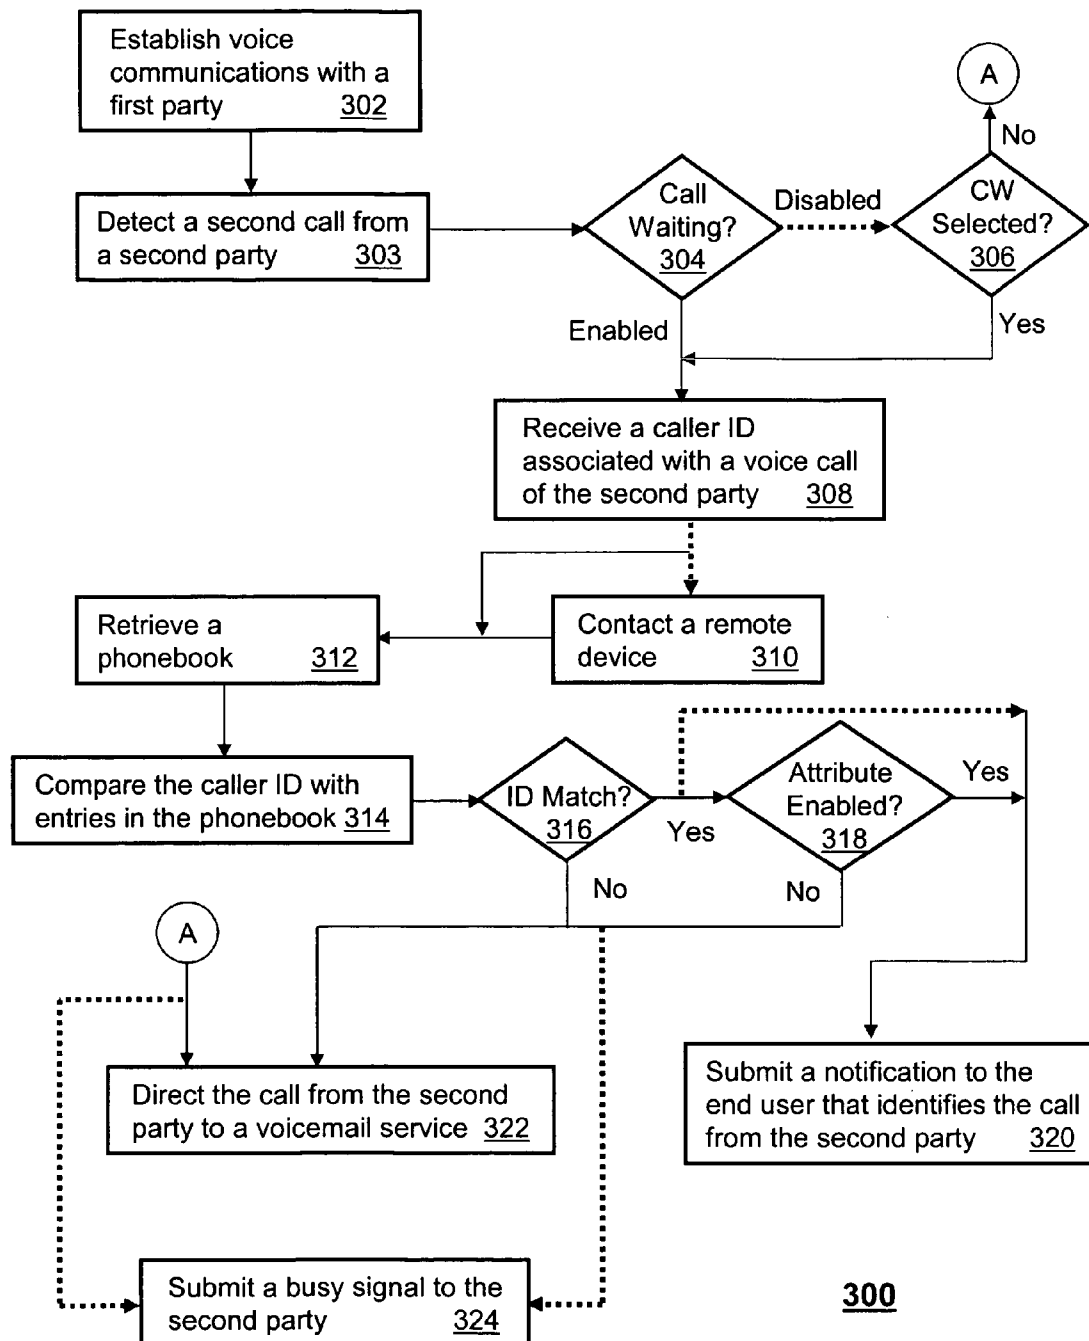 Establish voice
communications with a
first party 302
A
No
Detect a second call from
a second party 303
Call
Waiting?
304
Disabled
CW
Selected?
306
Enabled
Yes
Receive a caller ID
associated with a voice call
of the second party 308
Retrieve a
phonebook 312
Contact a remote
device 310
Compare the caller ID with
entries in the phonebook 314
ID Match?
316
Yes
Attribute
Enabled?
318
Yes
No
No
A
Direct the call from the second
party to a voicemail service 322
Submit a notification to the
end user that identifies the call
from the second party 320
Submit a busy signal to the
second party 324
300